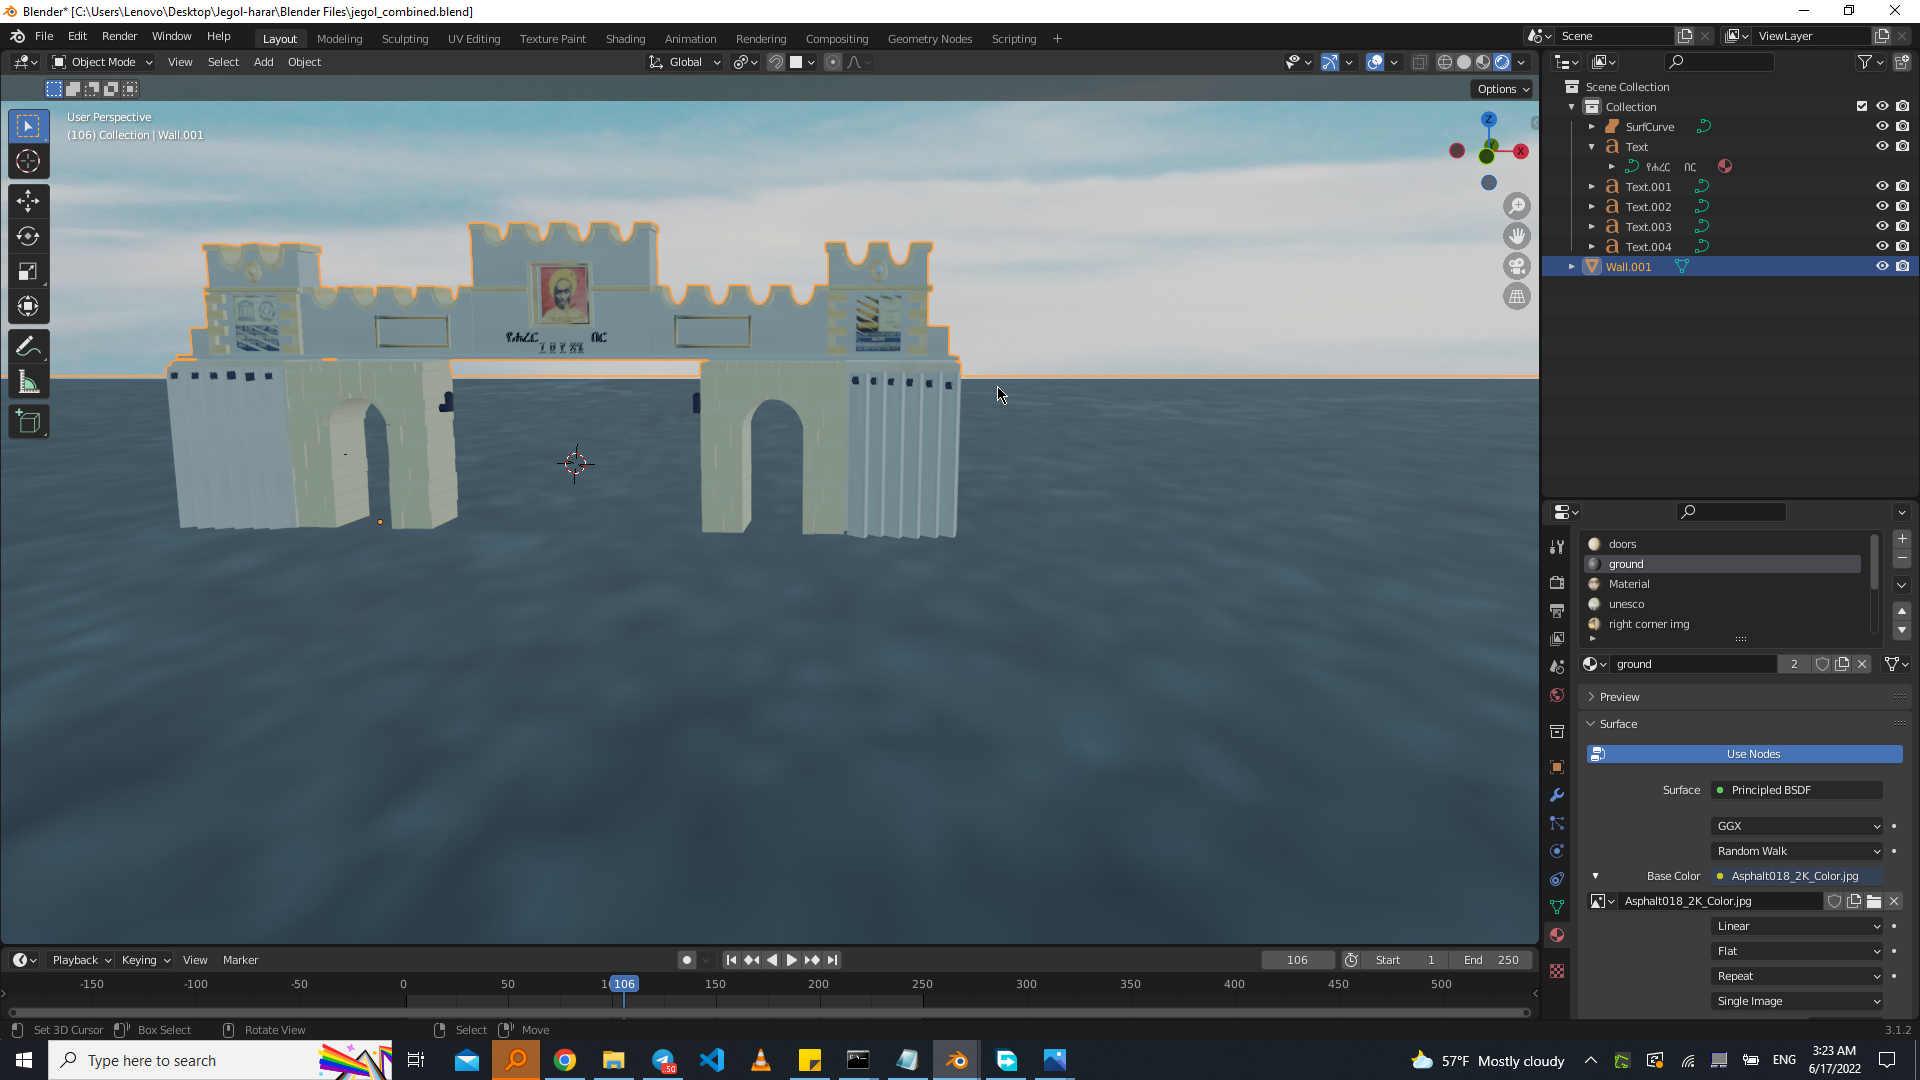 Blender* [C:\Users\Lenovo\Desktop\Jegol-harar\Blender Files\jegol_combined.blend]
File Edit Render Window Help
Layout Modeling Sculpting UV Editing Texture Paint Shading Animation Rendering Compositing Geometry Nodes Scripting
Scene
ViewLayer
Object Mode View Select Add Object
Global
Options
User Perspective
(106) Collection | Wall.001
Z
X
የሐረር በር
Scene Collection
Collection
SurfCurve
Text
የሐረር በር
Text.001
Text.002
Text.003
Text.004
Wall.001
doors
ground
Material
unesco
right corner img
ground 2
Preview
Surface
Use Nodes
Surface Principled BSDF
GGX
Random Walk
Base Color Asphalt018_2K_Color.jpg
Asphalt018_2K_Color.jpg
Linear
Flat
Repeat
Single Image
Playback Keying View Marker
106 Start 1 End 250
-150 -100 -50 0 50 106 150 200 250 300 350 400 450 500
Set 3D Cursor Box Select Rotate View Select Move
3.1.2
Type here to search
.50
57°F Mostly cloudy
ENG
3:23 AM
6/17/2022